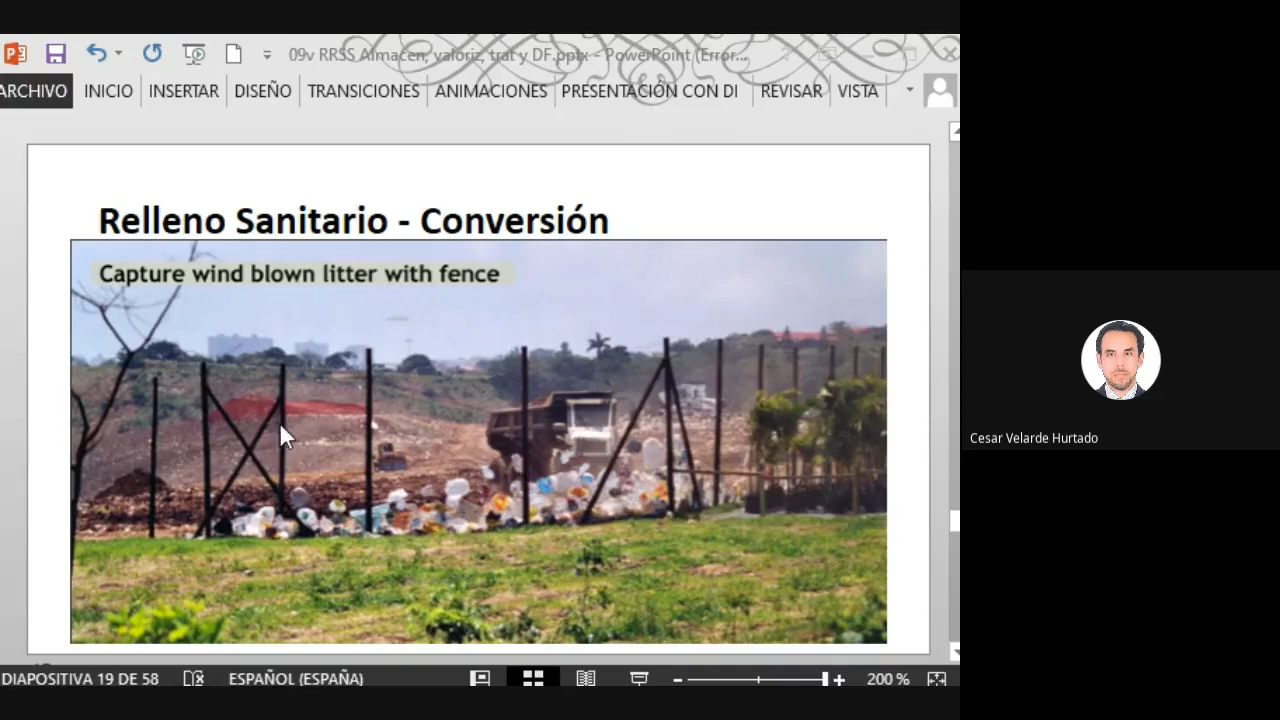 09v RRSS Almacen, valoriz, trat y DF.pptx - PowerPoint (Error...
ARCHIVO INICIO INSERTAR DISEÑO TRANSICIONES ANIMACIONES PRESENTACIÓN CON DI REVISAR VISTA
Relleno Sanitario - Conversión
Capture wind blown litter with fence
Cesar Velarde Hurtado
DIAPOSITIVA 19 DE 58 ESPAÑOL (ESPAÑA) 200 %